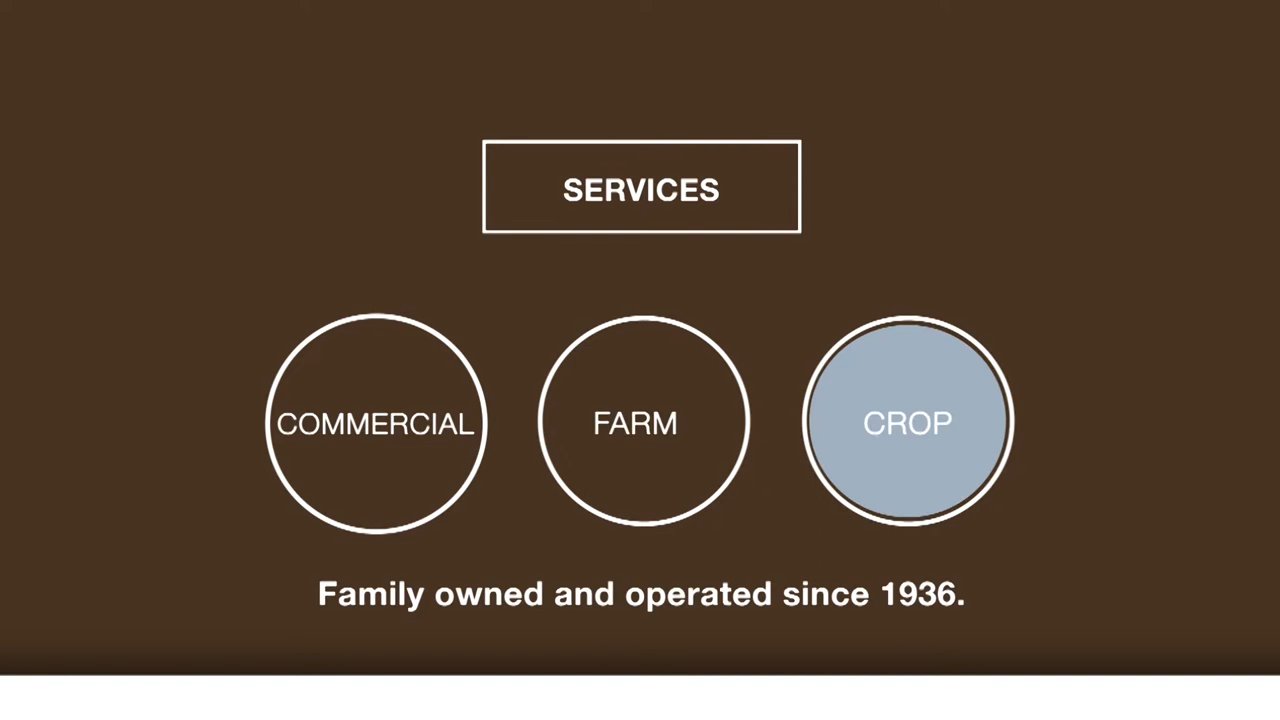 SERVICES
COMMERCIAL FARM CROP
Family owned and operated since 1936.